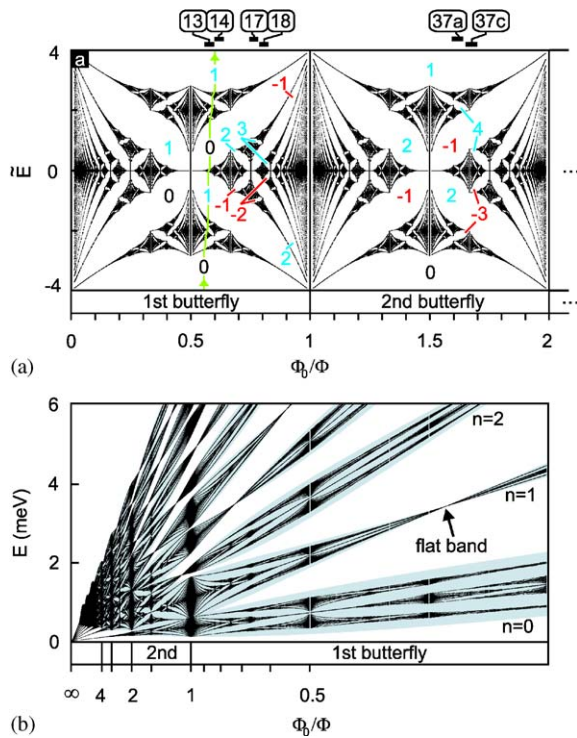 13 14 17 18 37a 37c
a
4
0
-4
Ẽ
1 -1 1
0 2 3 4
1 2 -1
0 1 -1 -2 -1 2 -3
0 2 0
1st butterfly 2nd butterfly ...
0 0.5 1 1.5 2
(a) Φ₀/Φ
6
4
2
0
E (meV)
n=2
n=1
flat band
n=0
2nd 1st butterfly
∞ 4 2 1 0.5
(b) Φ₀/Φ